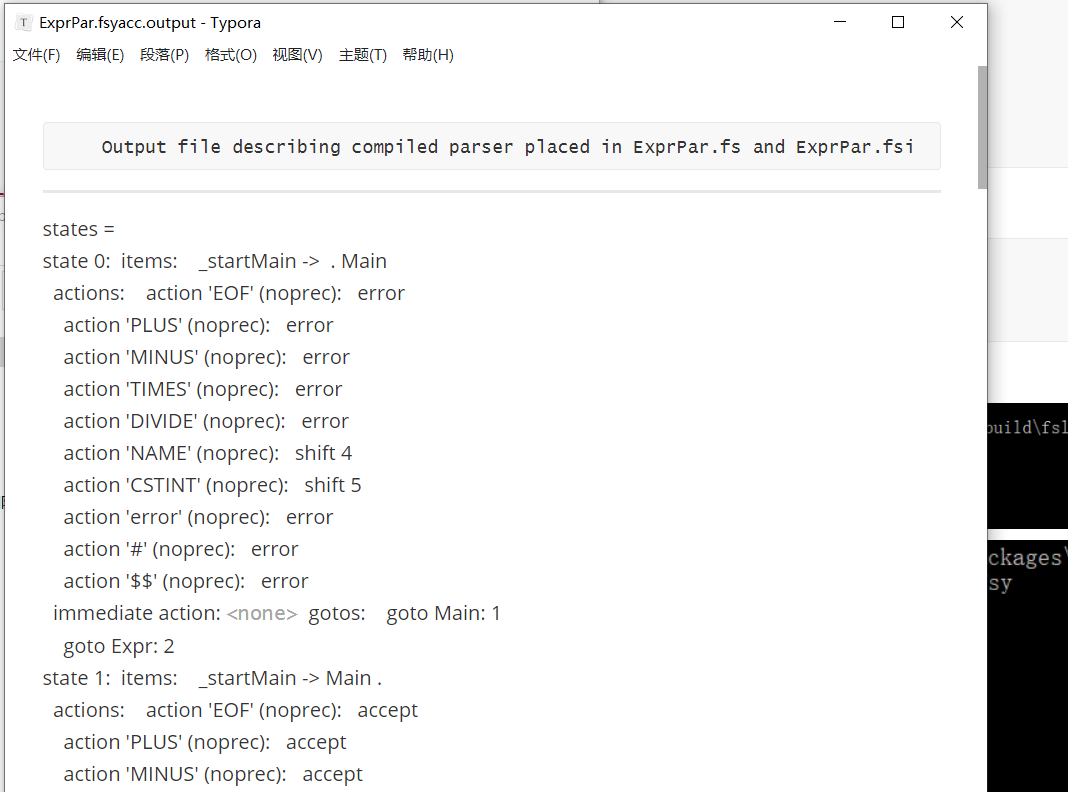 T ExprPar.fsyacc.output - Typora
文件(F) 编辑(E) 段落(P) 格式(O) 视图(V) 主题(T) 帮助(H)
Output file describing compiled parser placed in ExprPar.fs and ExprPar.fsi
states =
state 0: items: _startMain -> . Main
actions: action 'EOF' (noprec): error
action 'PLUS' (noprec): error
action 'MINUS' (noprec): error
action 'TIMES' (noprec): error
action 'DIVIDE' (noprec): error
action 'NAME' (noprec): shift 4
action 'CSTINT' (noprec): shift 5
action 'error' (noprec): error
action '#' (noprec): error
action '$$' (noprec): error
immediate action: <none> gotos: goto Main: 1
goto Expr: 2
state 1: items: _startMain -> Main .
actions: action 'EOF' (noprec): accept
action 'PLUS' (noprec): accept
action 'MINUS' (noprec): accept
build\fsl
ckages\
sy